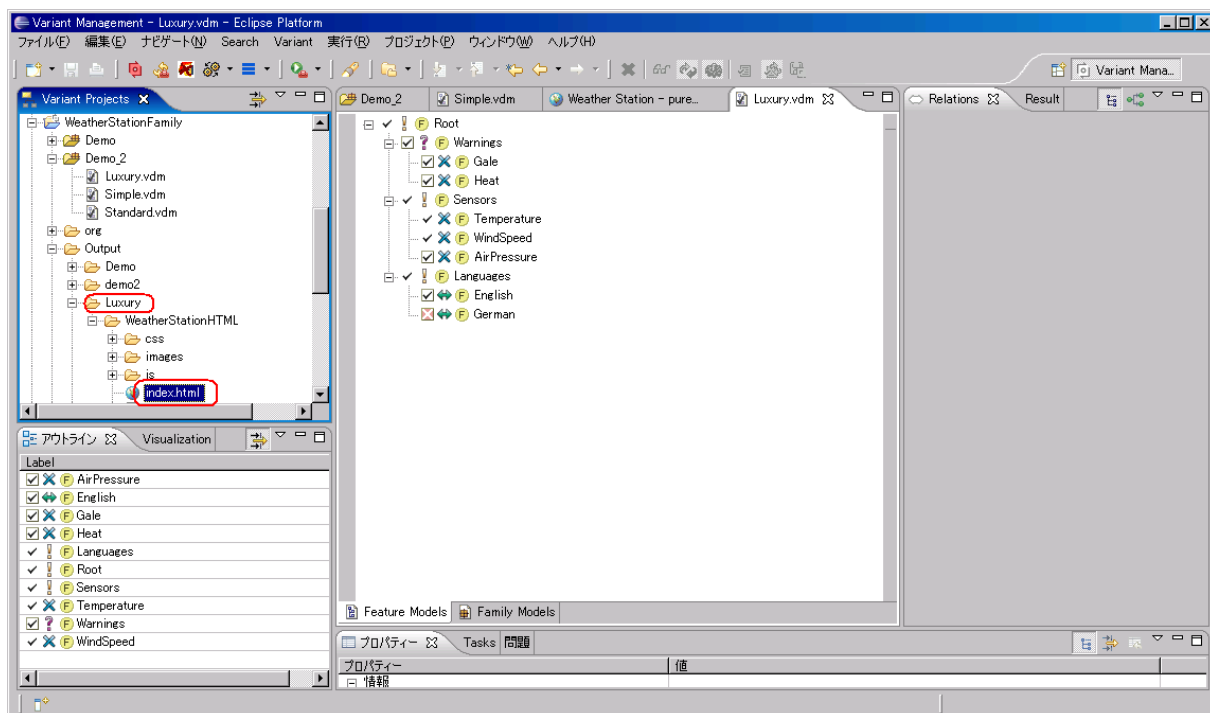 Variant Management - Luxury.vdm - Eclipse Platform
ファイル(F) 編集(E) ナビゲート(N) Search Variant 実行(R) プロジェクト(P) ウィンドウ(W) ヘルプ(H)
Variant Mana...
Variant Projects
WeatherStationFamily
Demo
Demo_2
Luxury.vdm
Simple.vdm
Standard.vdm
org
Output
Demo
demo2
Luxury
WeatherStationHTML
css
images
js
index.html
Demo_2 Simple.vdm Weather Station - pure... Luxury.vdm
Root
Warnings
Gale
Heat
Sensors
Temperature
WindSpeed
AirPressure
Languages
English
German
Feature Models Family Models
Relations Result
アウトライン Visualization
Label
AirPressure
English
Gale
Heat
Languages
Root
Sensors
Temperature
Warnings
WindSpeed
プロパティー Tasks 問題
プロパティー 値
情報